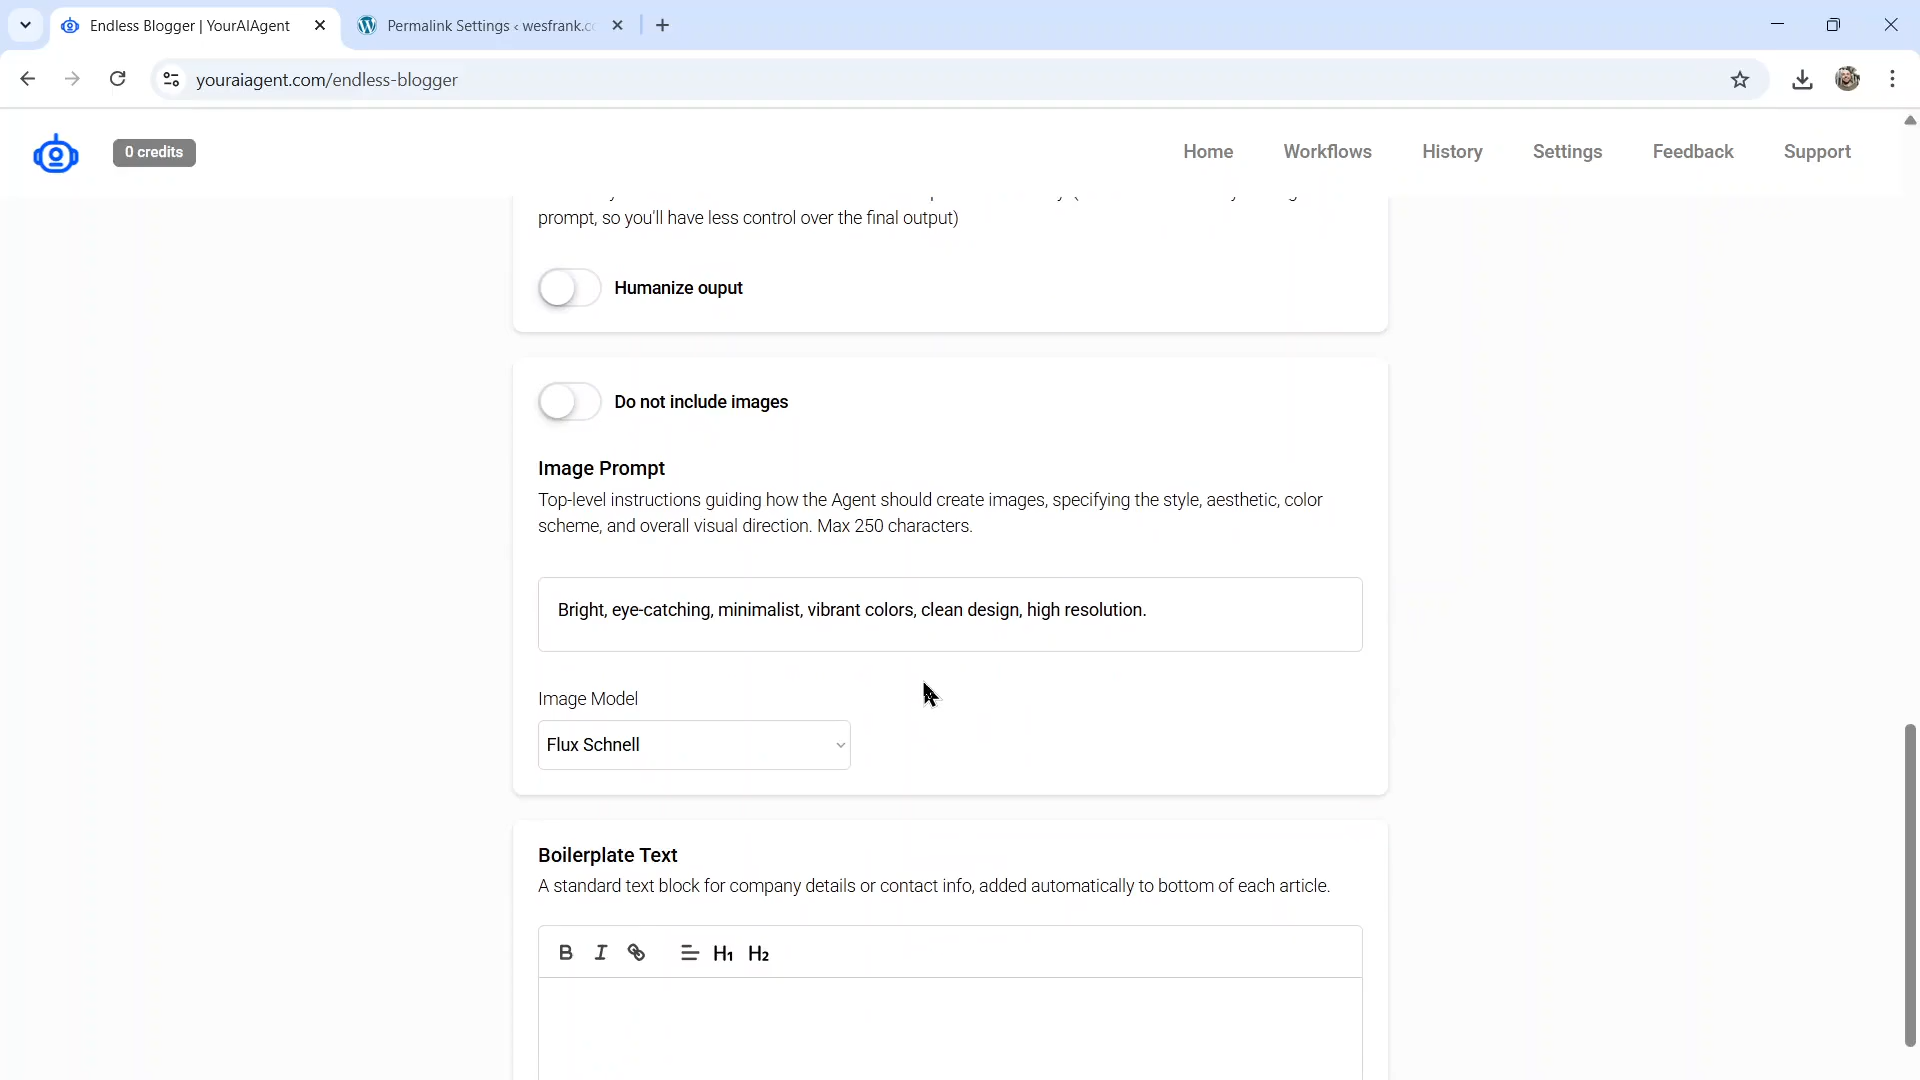 Endless Blogger | YourAIAgent
Permalink Settings ‹ wesfrank.c
youraiagent.com/endless-blogger
0 credits
Home
Workflows
History
Settings
Feedback
Support
prompt, so you'll have less control over the final output)
Humanize ouput
Do not include images
Image Prompt
Top-level instructions guiding how the Agent should create images, specifying the style, aesthetic, color
scheme, and overall visual direction. Max 250 characters.
Bright, eye-catching, minimalist, vibrant colors, clean design, high resolution.
Image Model
Flux Schnell
Boilerplate Text
A standard text block for company details or contact info, added automatically to bottom of each article.
B I H1 H2